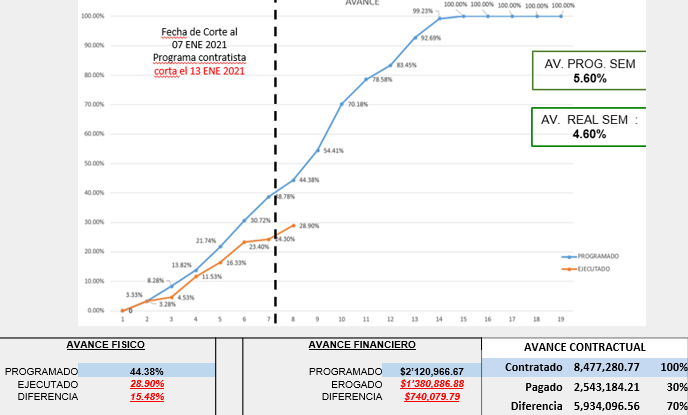 AVANCE
Fecha de Corte al
07 ENE 2021
Programa contratista
corta el 13 ENE 2021
AV. PROG. SEM
5.60%
AV. REAL SEM :
4.60%
100.00%
90.00%
80.00%
70.00%
60.00%
50.00%
40.00%
30.00%
20.00%
10.00%
0.00%
0
3.33%
8.28%
13.82%
21.74%
30.72%
38.78%
44.38%
54.41%
70.18%
78.58%
83.45%
92.69%
99.23%
100.00% 100.00% 100.00% 100.00% 100.00%
3.28%
4.53%
11.53%
16.33%
23.40%
24.30%
28.90%
PROGRAMADO
EJECUTADO
1 2 3 4 5 6 7 8 9 10 11 12 13 14 15 16 17 18 19
AVANCE FISICO
PROGRAMADO 44.38%
EJECUTADO 28.90%
DIFERENCIA 15.48%
AVANCE FINANCIERO
PROGRAMADO $2'120,966.67
EROGADO $1'380,886.88
DIFERENCIA $740,079.79
AVANCE CONTRACTUAL
Contratado 8,477,280.77 100%
Pagado 2,543,184.21 30%
Diferencia 5,934,096.56 70%